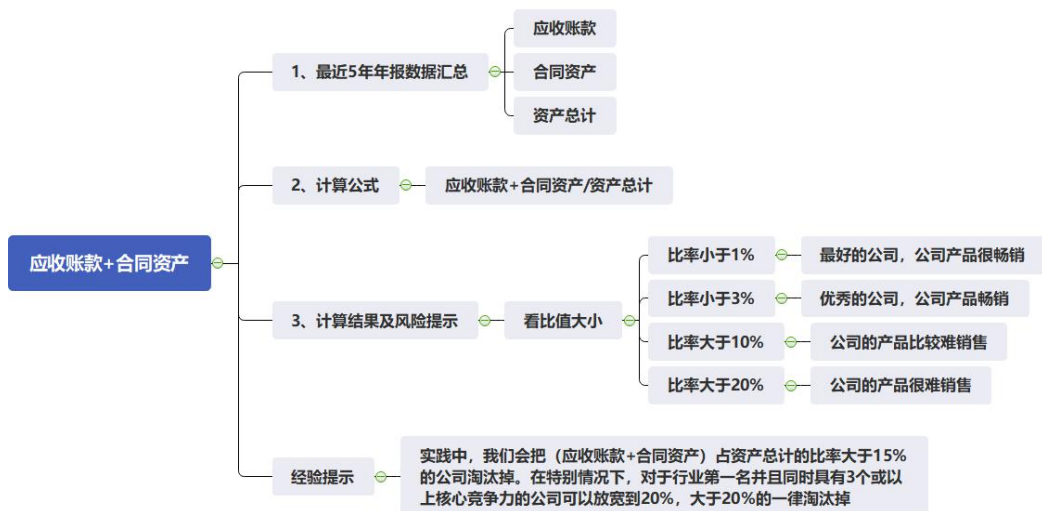 应收账款+合同资产
1、最近5年年报数据汇总
应收账款
合同资产
资产总计
2、计算公式
应收账款+合同资产/资产总计
3、计算结果及风险提示
看比值大小
比率小于1%
最好的公司，公司产品很畅销
比率小于3%
优秀的公司，公司产品畅销
比率大于10%
公司的产品比较难销售
比率大于20%
公司的产品很难销售
经验提示
实践中，我们会把（应收账款+合同资产）占资产总计的比率大于15%
的公司淘汰掉。在特别情况下，对于行业第一名并且同时具有3个或以
上核心竞争力的公司可以放宽到20%，大于20%的一律淘汰掉